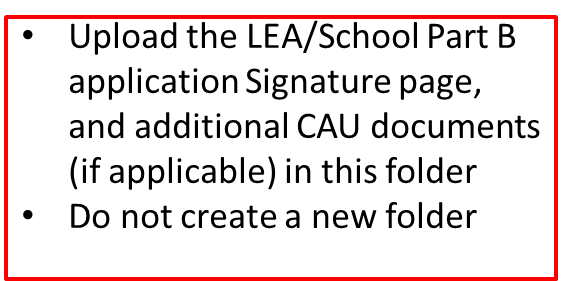 • Upload the LEA/School Part B
application Signature page,
and additional CAU documents
(if applicable) in this folder
• Do not create a new folder